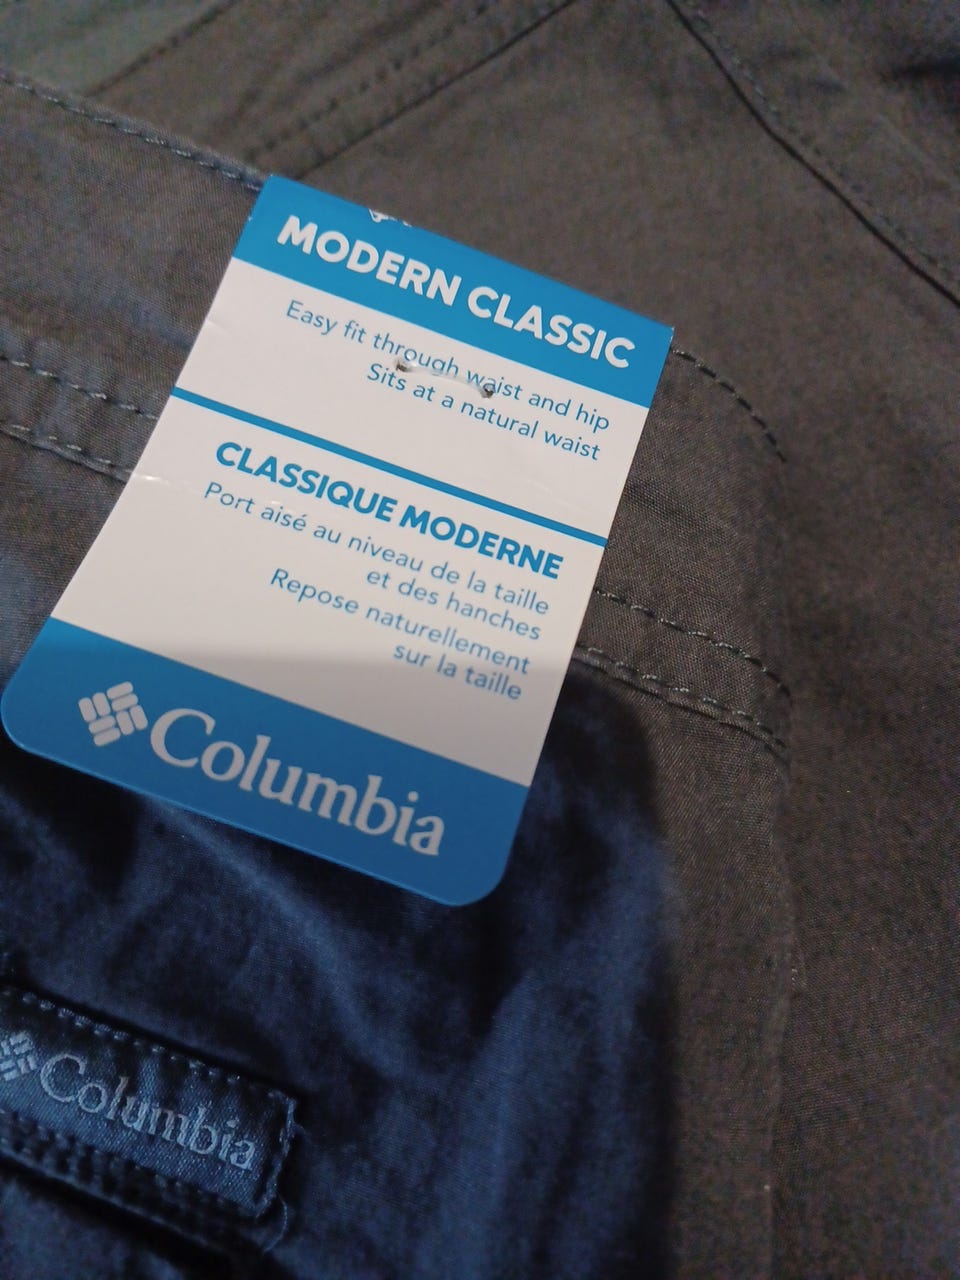 MODERN CLASSIC
Easy fit through waist and hip
Sits at a natural waist
CLASSIQUE MODERNE
Port aisé au niveau de la taille
et des hanches
Repose naturellement
sur la taille
Columbia
Columbia